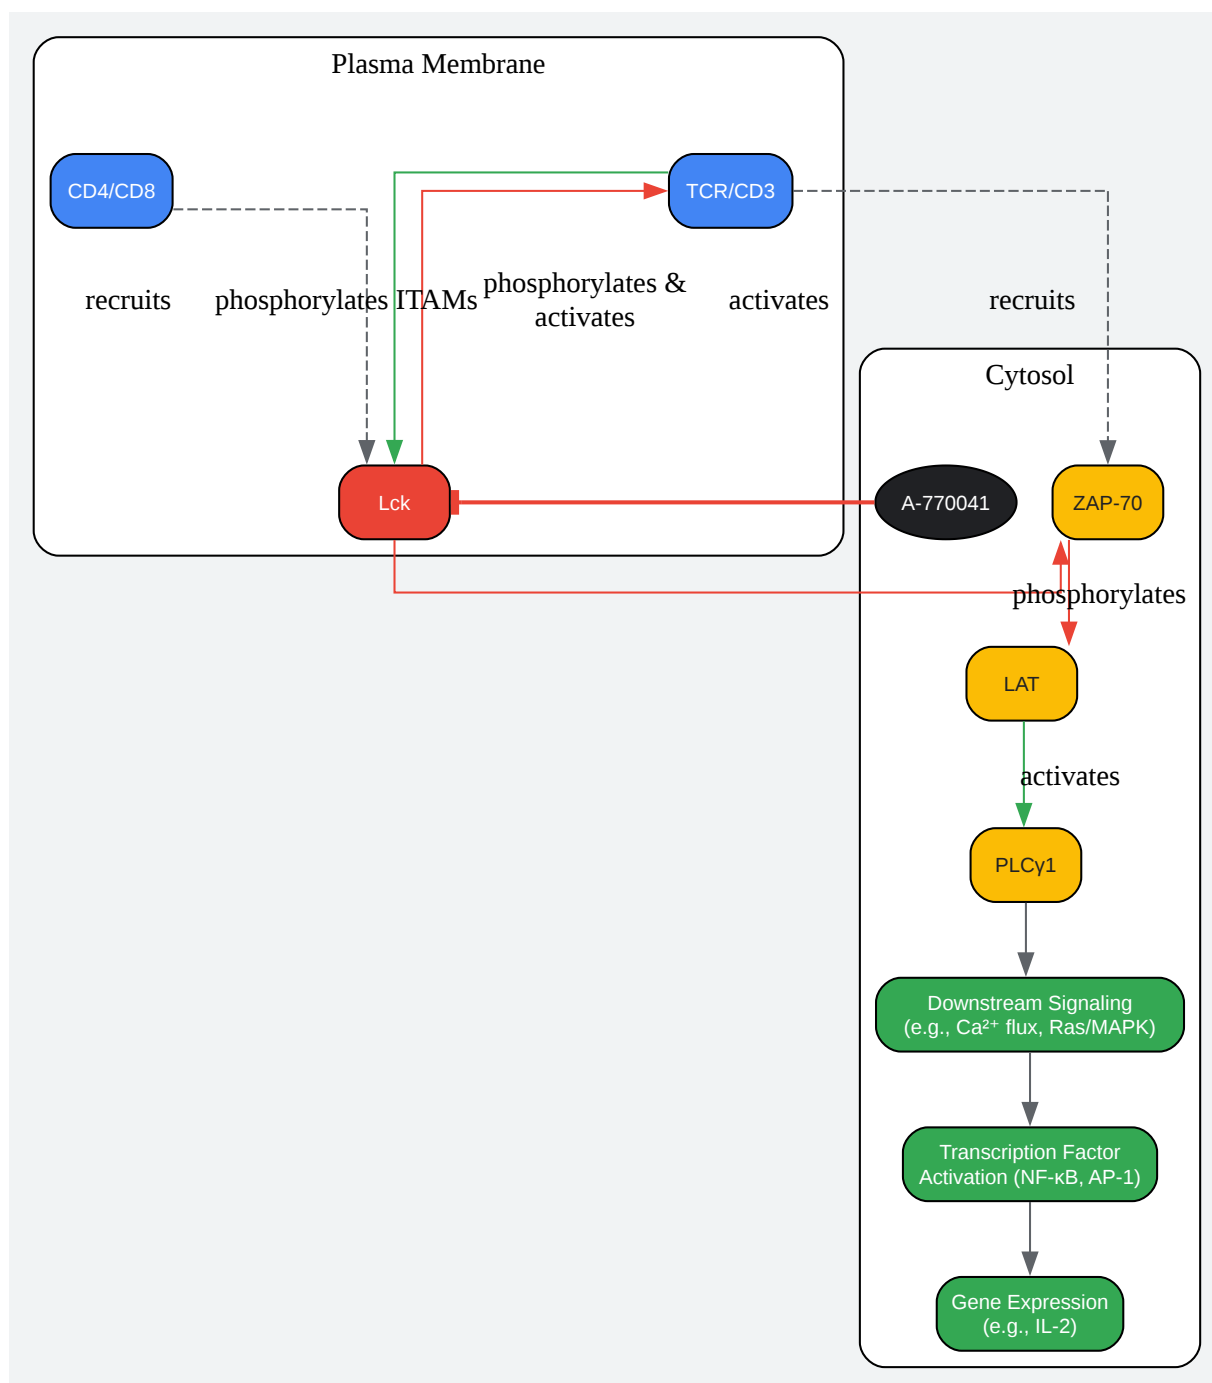 Plasma Membrane
CD4/CD8
TCR/CD3
recruits
phosphorylates ITAMs
phosphorylates &
activates
activates
recruits
Cytosol
Lck
A-770041
ZAP-70
phosphorylates
LAT
activates
PLCγ1
Downstream Signaling
(e.g., Ca²⁺ flux, Ras/MAPK)
Transcription Factor
Activation (NF-κB, AP-1)
Gene Expression
(e.g., IL-2)